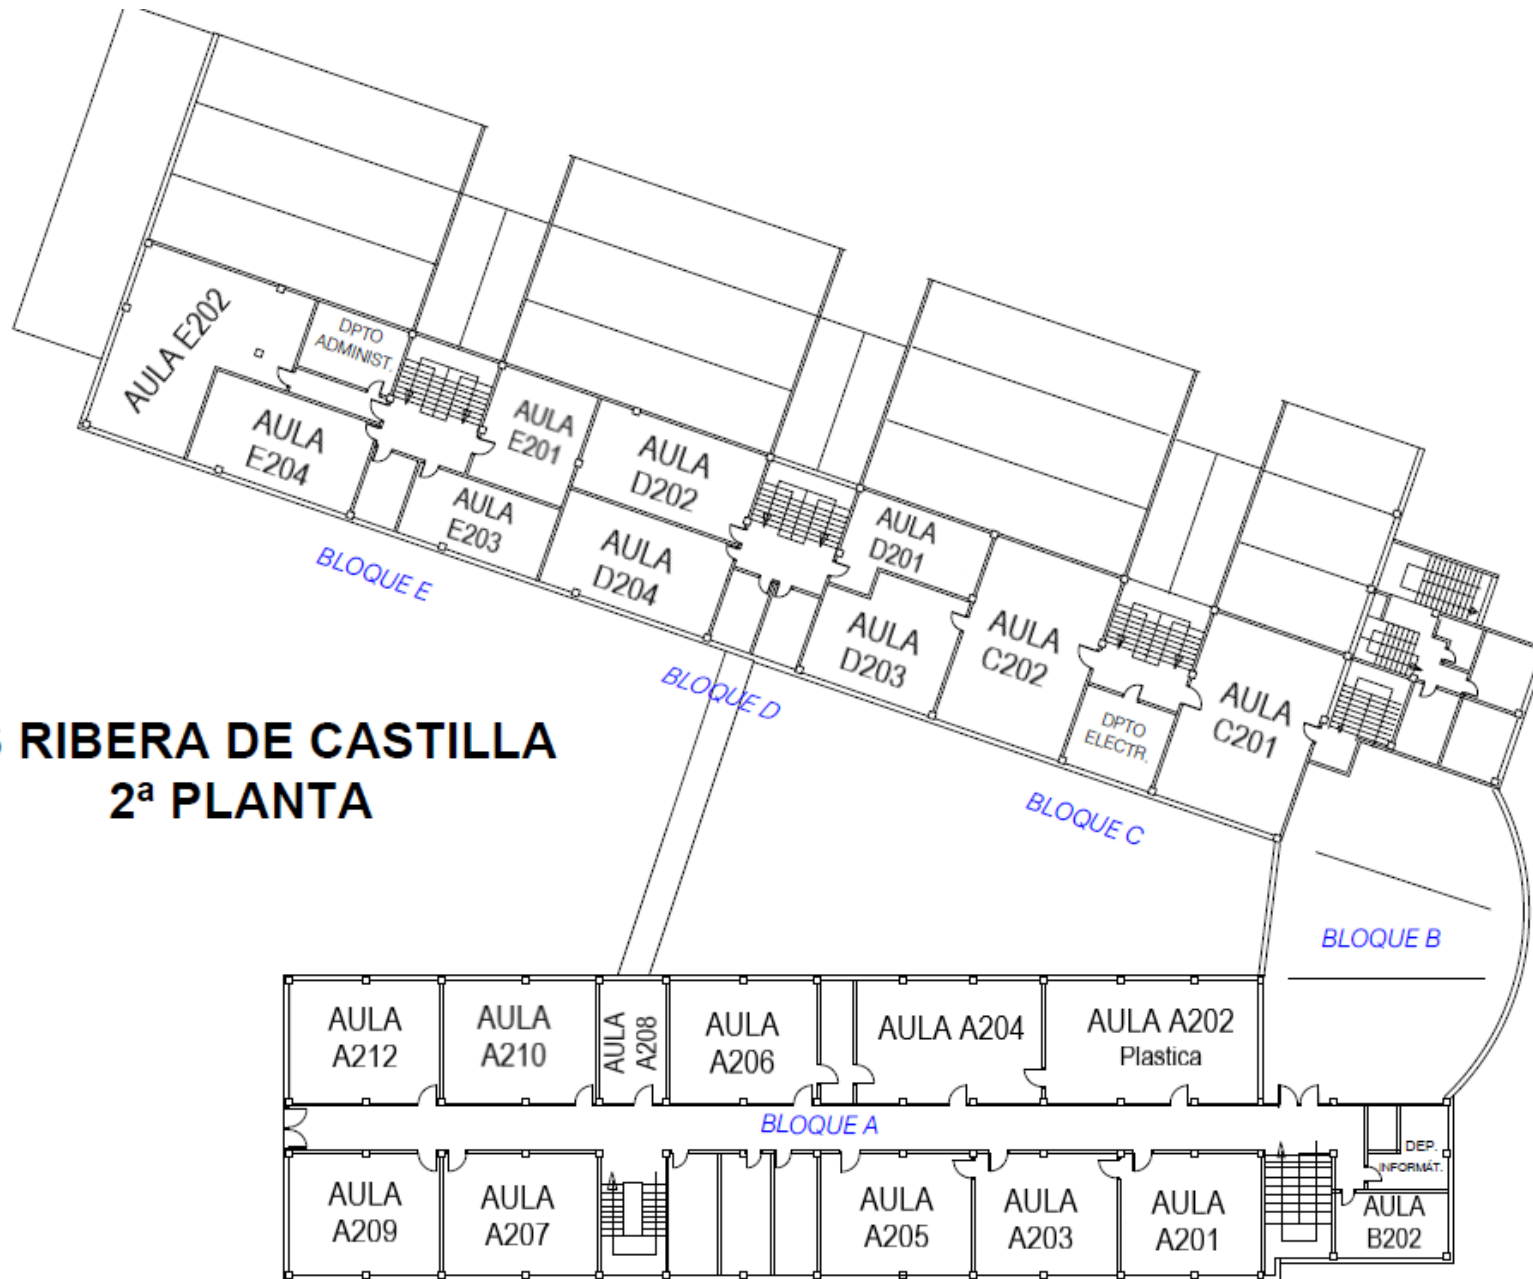 AULA E202
DPTO
ADMINIST.
AULA
E204
AULA
E201
AULA
E203
BLOQUE E
AULA
D202
AULA
D204
AULA
D201
AULA
D203
BLOQUE D
AULA
C202
DPTO
ELECTR.
AULA
C201
BLOQUE C
RIBERA DE CASTILLA
2ª PLANTA
BLOQUE B
AULA
A212
AULA
A210
AULA
A208
AULA
A206
AULA A204
AULA A202
Plastica
BLOQUE A
AULA
A209
AULA
A207
AULA
A205
AULA
A203
AULA
A201
DEP.
INFORMÁT.
AULA
B202